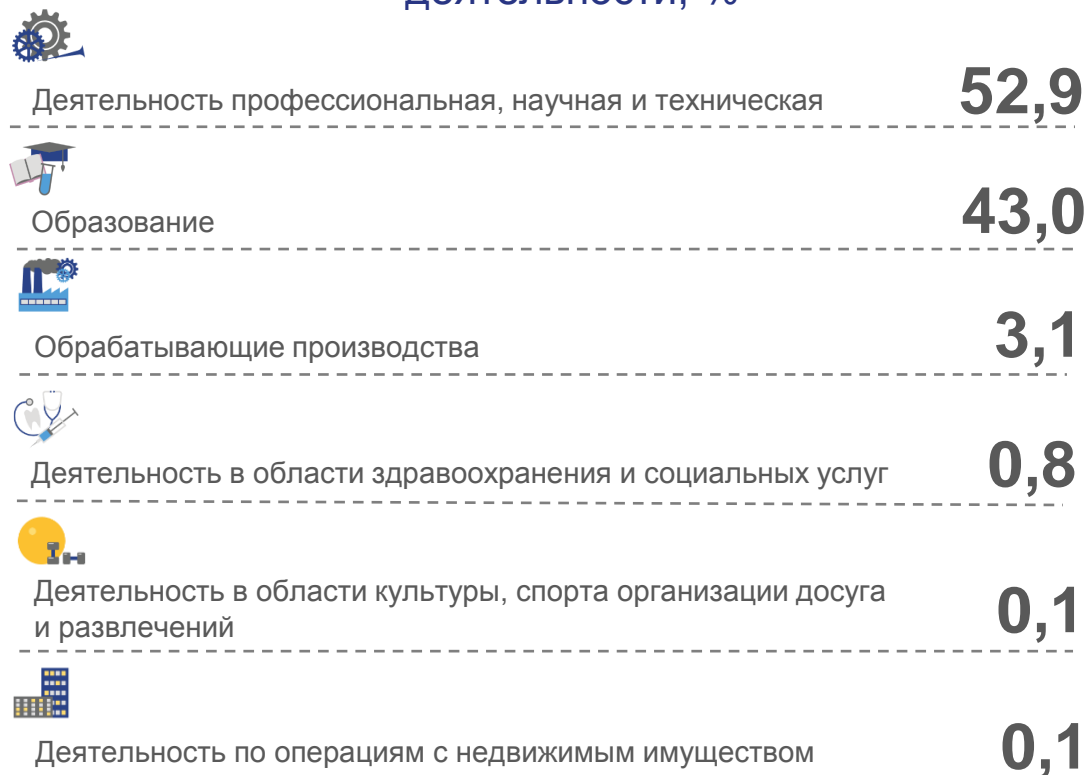 деятельности, %
Деятельность профессиональная, научная и техническая
52,9
Образование
43,0
Обрабатывающие производства
3,1
Деятельность в области здравоохранения и социальных услуг
0,8
Деятельность в области культуры, спорта организации досуга
и развлечений
0,1
Деятельность по операциям с недвижимым имуществом
0,1